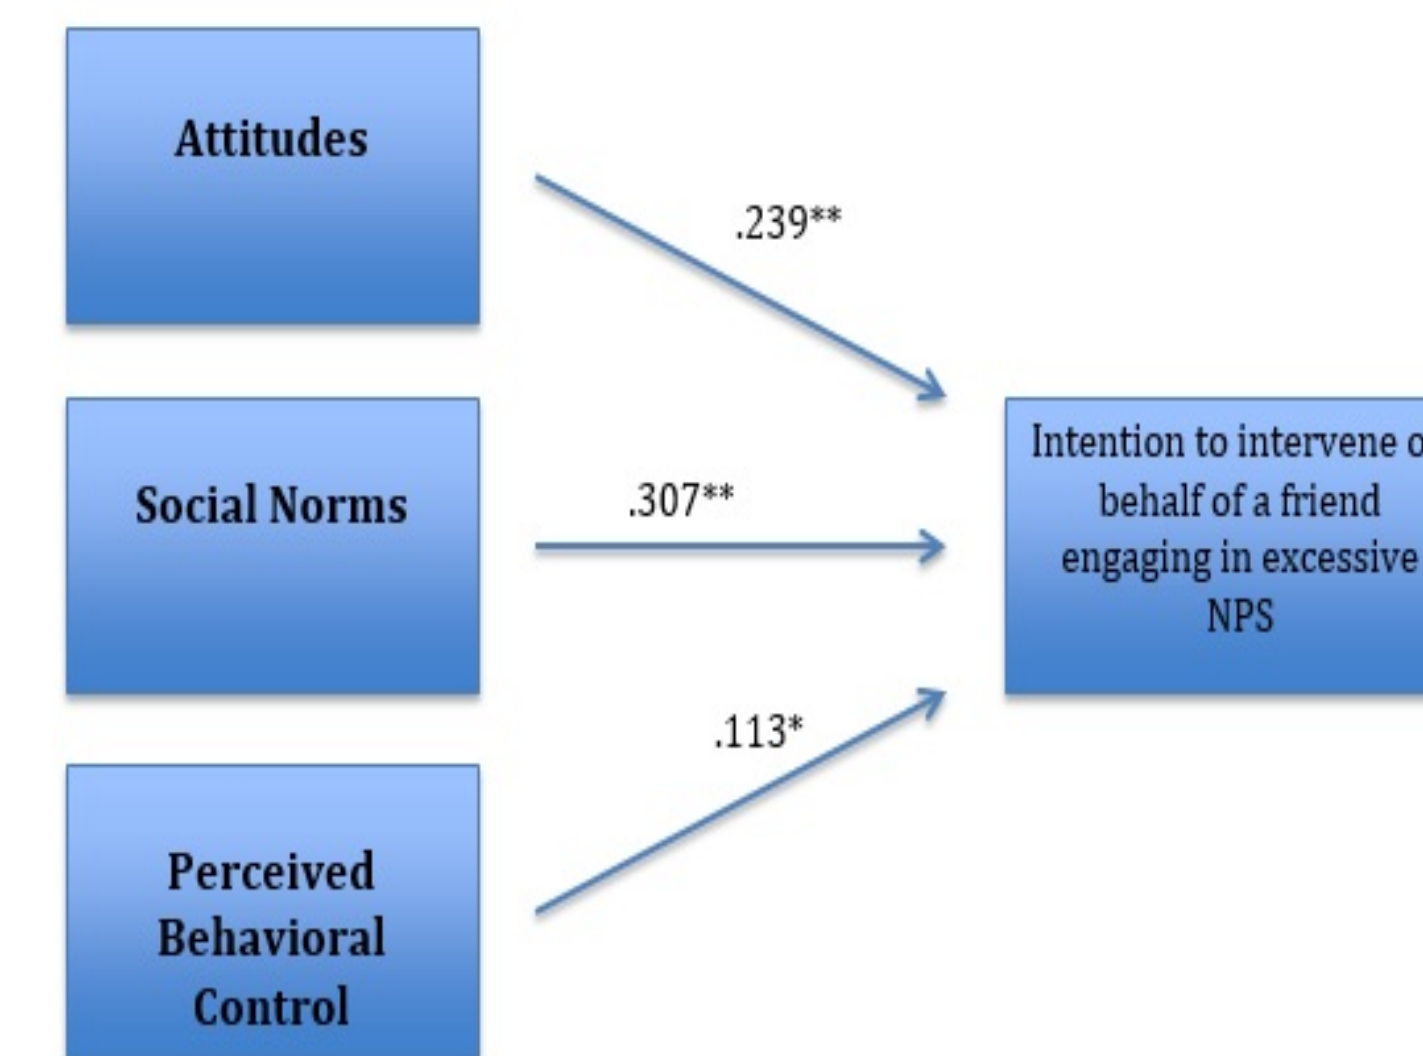 Attitudes
.239**
Social Norms
.307**
Intention to intervene
behalf of a friend
engaging in excessive
NPS
.113*
Perceived
Behavioral
Control